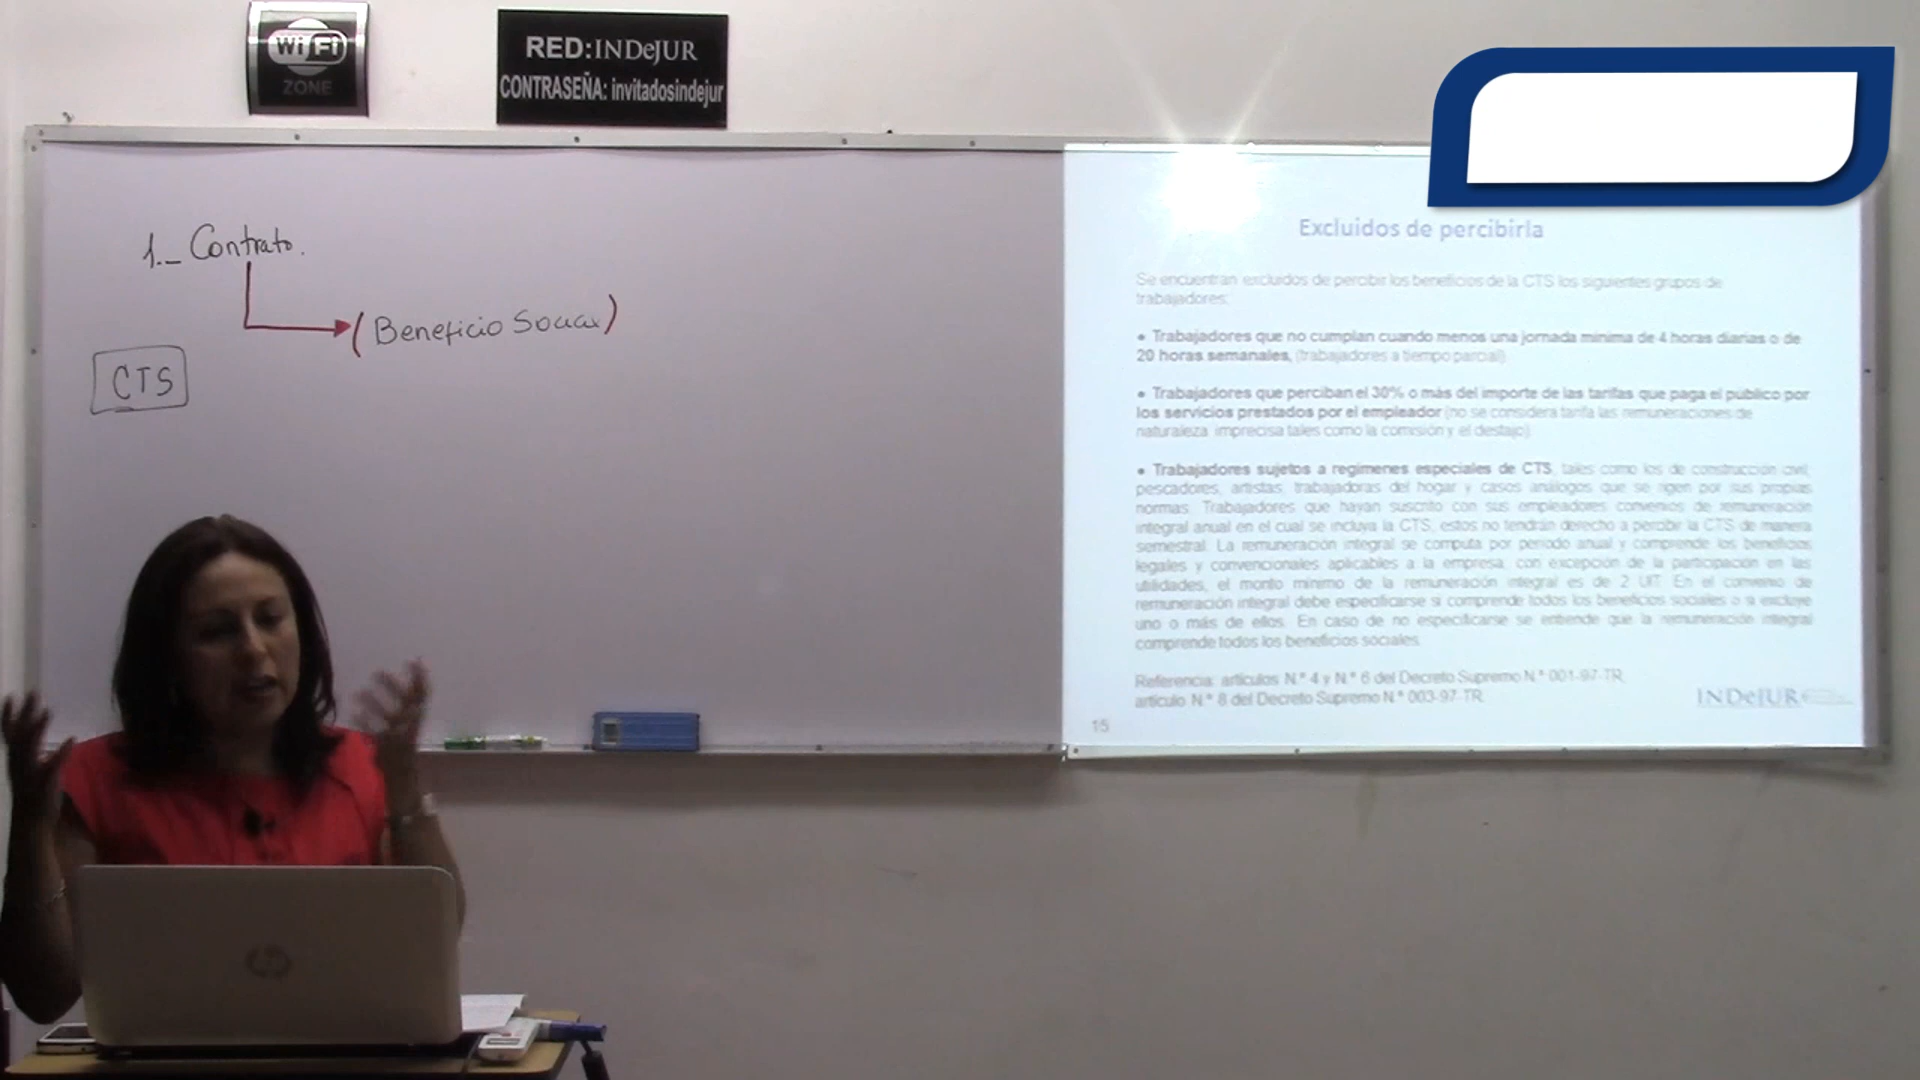 WiFi
ZONE
RED:INDeJUR
CONTRASEÑA: invitadosindejur
1._ Contrato.
(Beneficio Social)
CTS
Excluidos de percibirla
Se encuentran excluidos de percibir los beneficios de la CTS los siguientes grupos de
trabajadores:
• Trabajadores que no cumplan cuando menos una jornada mínima de 4 horas diarias o de
20 horas semanales, (trabajadores a tiempo parcial).
• Trabajadores que perciban el 30% o más del importe de las tarifas que paga el público por
los servicios prestados por el empleador (no se considera tarifa las remuneraciones de
naturaleza imprecisa tales como la comisión y el destajo).
• Trabajadores sujetos a regímenes especiales de CTS, tales como los de construcción civil,
pescadores, artistas, trabajadoras del hogar y casos análogos que se rigen por sus propias
normas. Trabajadores que hayan suscrito con sus empleadores convenios de remuneración
integral anual en el cual se incluya la CTS, estos no tendrán derecho a percibir la CTS de manera
semestral. La remuneración integral se computa por período anual y comprende los beneficios
legales y convencionales aplicables a la empresa, con excepción de la participación en las
utilidades, el monto mínimo de la remuneración integral es de 2 UIT. En el convenio de
remuneración integral debe especificarse si comprende todos los beneficios sociales o si excluye
uno o más de ellos. En caso de no especificarse se entiende que la remuneración integral
comprende todos los beneficios sociales.
Referencia: artículos N.° 4 y N.° 6 del Decreto Supremo N.° 001-97-TR,
artículo N.° 8 del Decreto Supremo N.° 003-97-TR.
INDeJUR
15
hp